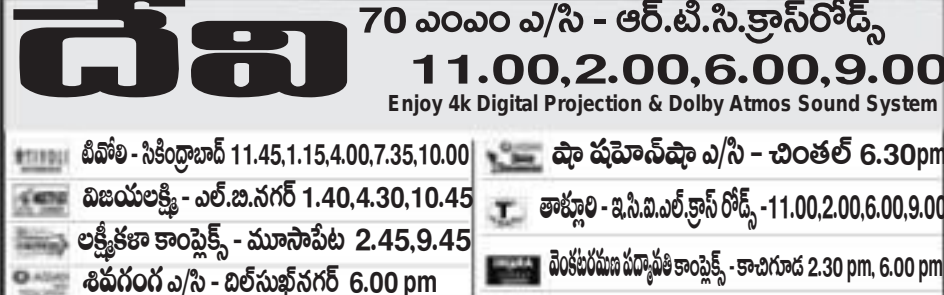 దేవి
70 ఎంఎం ఎ/సి - ఆర్.టి.సి.క్రాస్‌రోడ్స్
11.00,2.00,6.00,9.00
Enjoy 4k Digital Projection & Dolby Atmos Sound System
టివోలి - సికింద్రాబాద్ 11.45,1.15,4.00,7.35,10.00
విజయలక్ష్మి - ఎల్.బి.నగర్ 1.40,4.30,10.45
లక్ష్మీకళా కాంప్లెక్స్ - మూసాపేట 2.45,9.45
శివగంగ ఎ/సి - దిల్‌సుఖ్‌నగర్ 6.00 pm
షా షహెన్‌షా ఎ/సి - చింతల్ 6.30pm
తాళ్లూరి - ఇ.సి.ఐ.ఎల్.క్రాస్ రోడ్స్ -11.00,2.00,6.00,9.00
వెంకటరమణ పద్మావతి కాంప్లెక్స్ - కాచిగూడ 2.30 pm, 6.00 pm